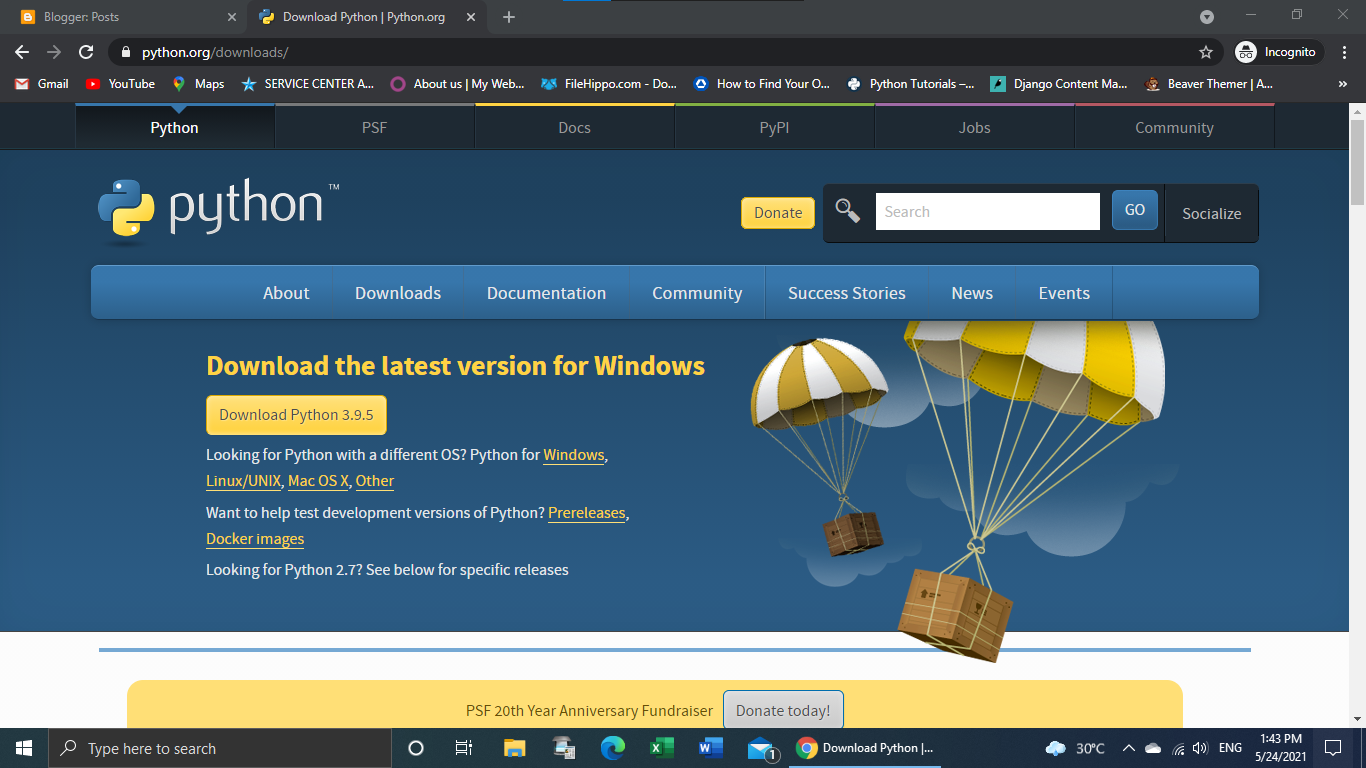 Blogger: Posts
Download Python | Python.org
python.org/downloads/
Incognito
Gmail
YouTube
Maps
SERVICE CENTER A...
About us | My Web...
FileHippo.com - Do...
How to Find Your O...
Python Tutorials –...
Django Content Ma...
Beaver Themer | A...
»
Python
PSF
Docs
PyPI
Jobs
Community
python™
Donate
Search
GO
Socialize
About
Downloads
Documentation
Community
Success Stories
News
Events
Download the latest version for Windows
Download Python 3.9.5
Looking for Python with a different OS? Python for Windows,
Linux/UNIX, Mac OS X, Other
Want to help test development versions of Python? Prereleases,
Docker images
Looking for Python 2.7? See below for specific releases
PSF 20th Year Anniversary Fundraiser
Donate today!
Type here to search
1
Download Python |...
30°C
ENG
1:43 PM
5/24/2021